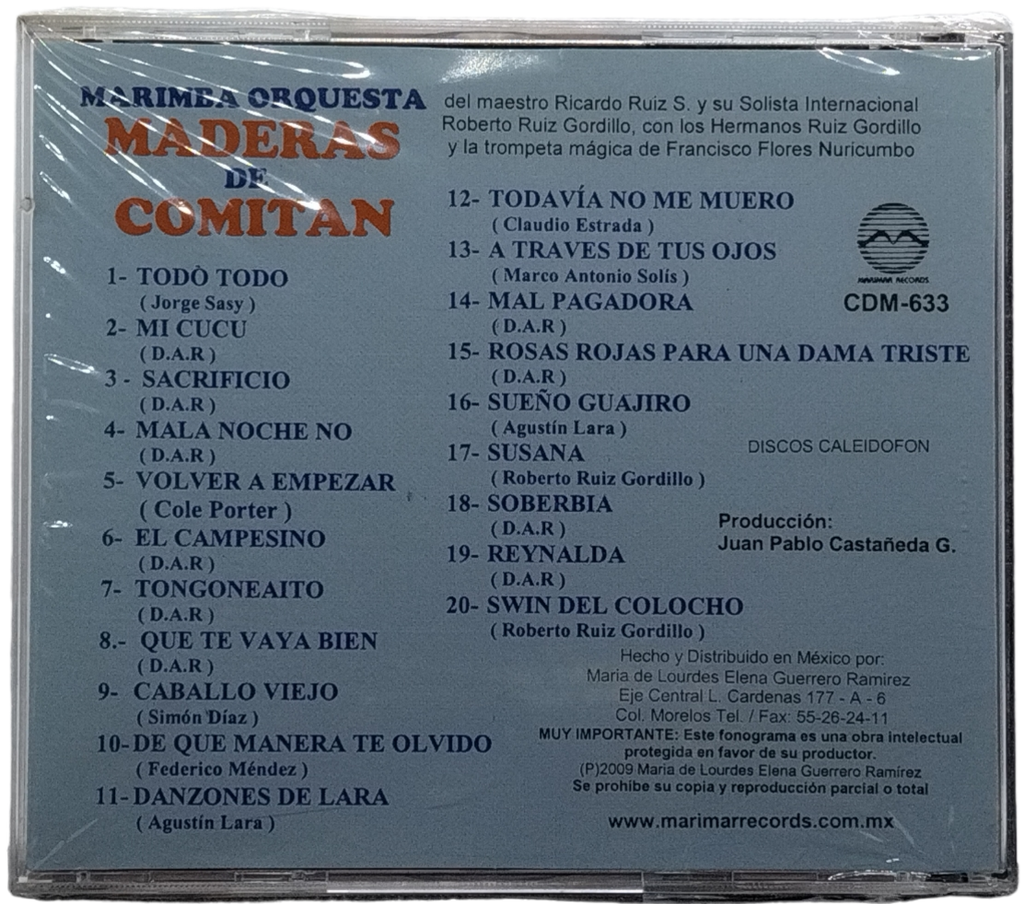 MARIMBA ORQUESTA
MADERAS
DE
COMITAN
del maestro Ricardo Ruiz S. y su Solista Internacional
Roberto Ruiz Gordillo, con los Hermanos Ruiz Gordillo
y la trompeta mágica de Francisco Flores Nuricumbo
1- TODO TODO
( Jorge Sasy )
2- MI CUCU
( D.A.R )
3 - SACRIFICIO
( D.A.R )
4- MALA NOCHE NO
( D.A.R )
5- VOLVER A EMPEZAR
( Cole Porter )
6- EL CAMPESINO
( D.A.R )
7- TONGONEAITO
( D.A.R )
8.- QUE TE VAYA BIEN
( D.A.R )
9- CABALLO VIEJO
( Simón Díaz )
10- DE QUE MANERA TE OLVIDO
( Federico Méndez )
11- DANZONES DE LARA
( Agustín Lara )
12- TODAVÍA NO ME MUERO
( Claudio Estrada )
13- A TRAVES DE TUS OJOS
( Marco Antonio Solís )
14- MAL PAGADORA
( D.A.R )
15- ROSAS ROJAS PARA UNA DAMA TRISTE
( D.A.R )
16- SUEÑO GUAJIRO
( Agustín Lara )
17- SUSANA
( Roberto Ruiz Gordillo )
18- SOBERBIA
( D.A.R )
19- REYNALDA
( D.A.R )
20- SWIN DEL COLOCHO
( Roberto Ruiz Gordillo )
MARIMAR RECORDS
CDM-633
DISCOS CALEIDOFON
Producción:
Juan Pablo Castañeda G.
Hecho y Distribuido en México por:
Maria de Lourdes Elena Guerrero Ramirez
Eje Central L. Cardenas 177 - A - 6
Col. Morelos Tel. / Fax: 55-26-24-11
MUY IMPORTANTE: Este fonograma es una obra intelectual
protegida en favor de su productor.
(P)2009 Maria de Lourdes Elena Guerrero Ramírez
Se prohibe su copia y reproducción parcial o total
www.marimarrecords.com.mx